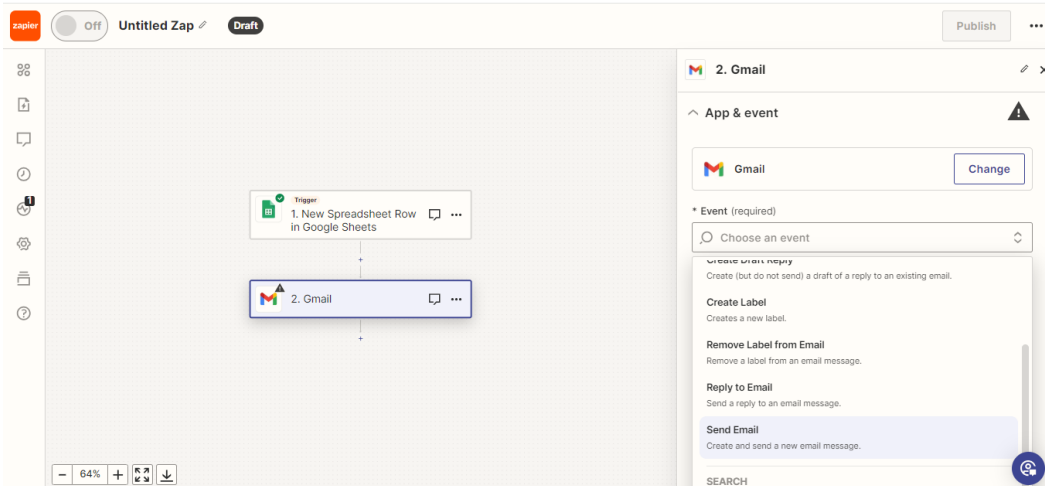 zapier
Off
Untitled Zap
Draft
Publish
2. Gmail
App & event
Gmail
Change
* Event (required)
Choose an event
Create Draft Reply
Create (but do not send) a draft of a reply to an existing email.
Create Label
Creates a new label.
Remove Label from Email
Remove a label from an email message.
Reply to Email
Send a reply to an email message.
Send Email
Create and send a new email message.
SEARCH
1
Trigger
1. New Spreadsheet Row
in Google Sheets
2. Gmail
64%